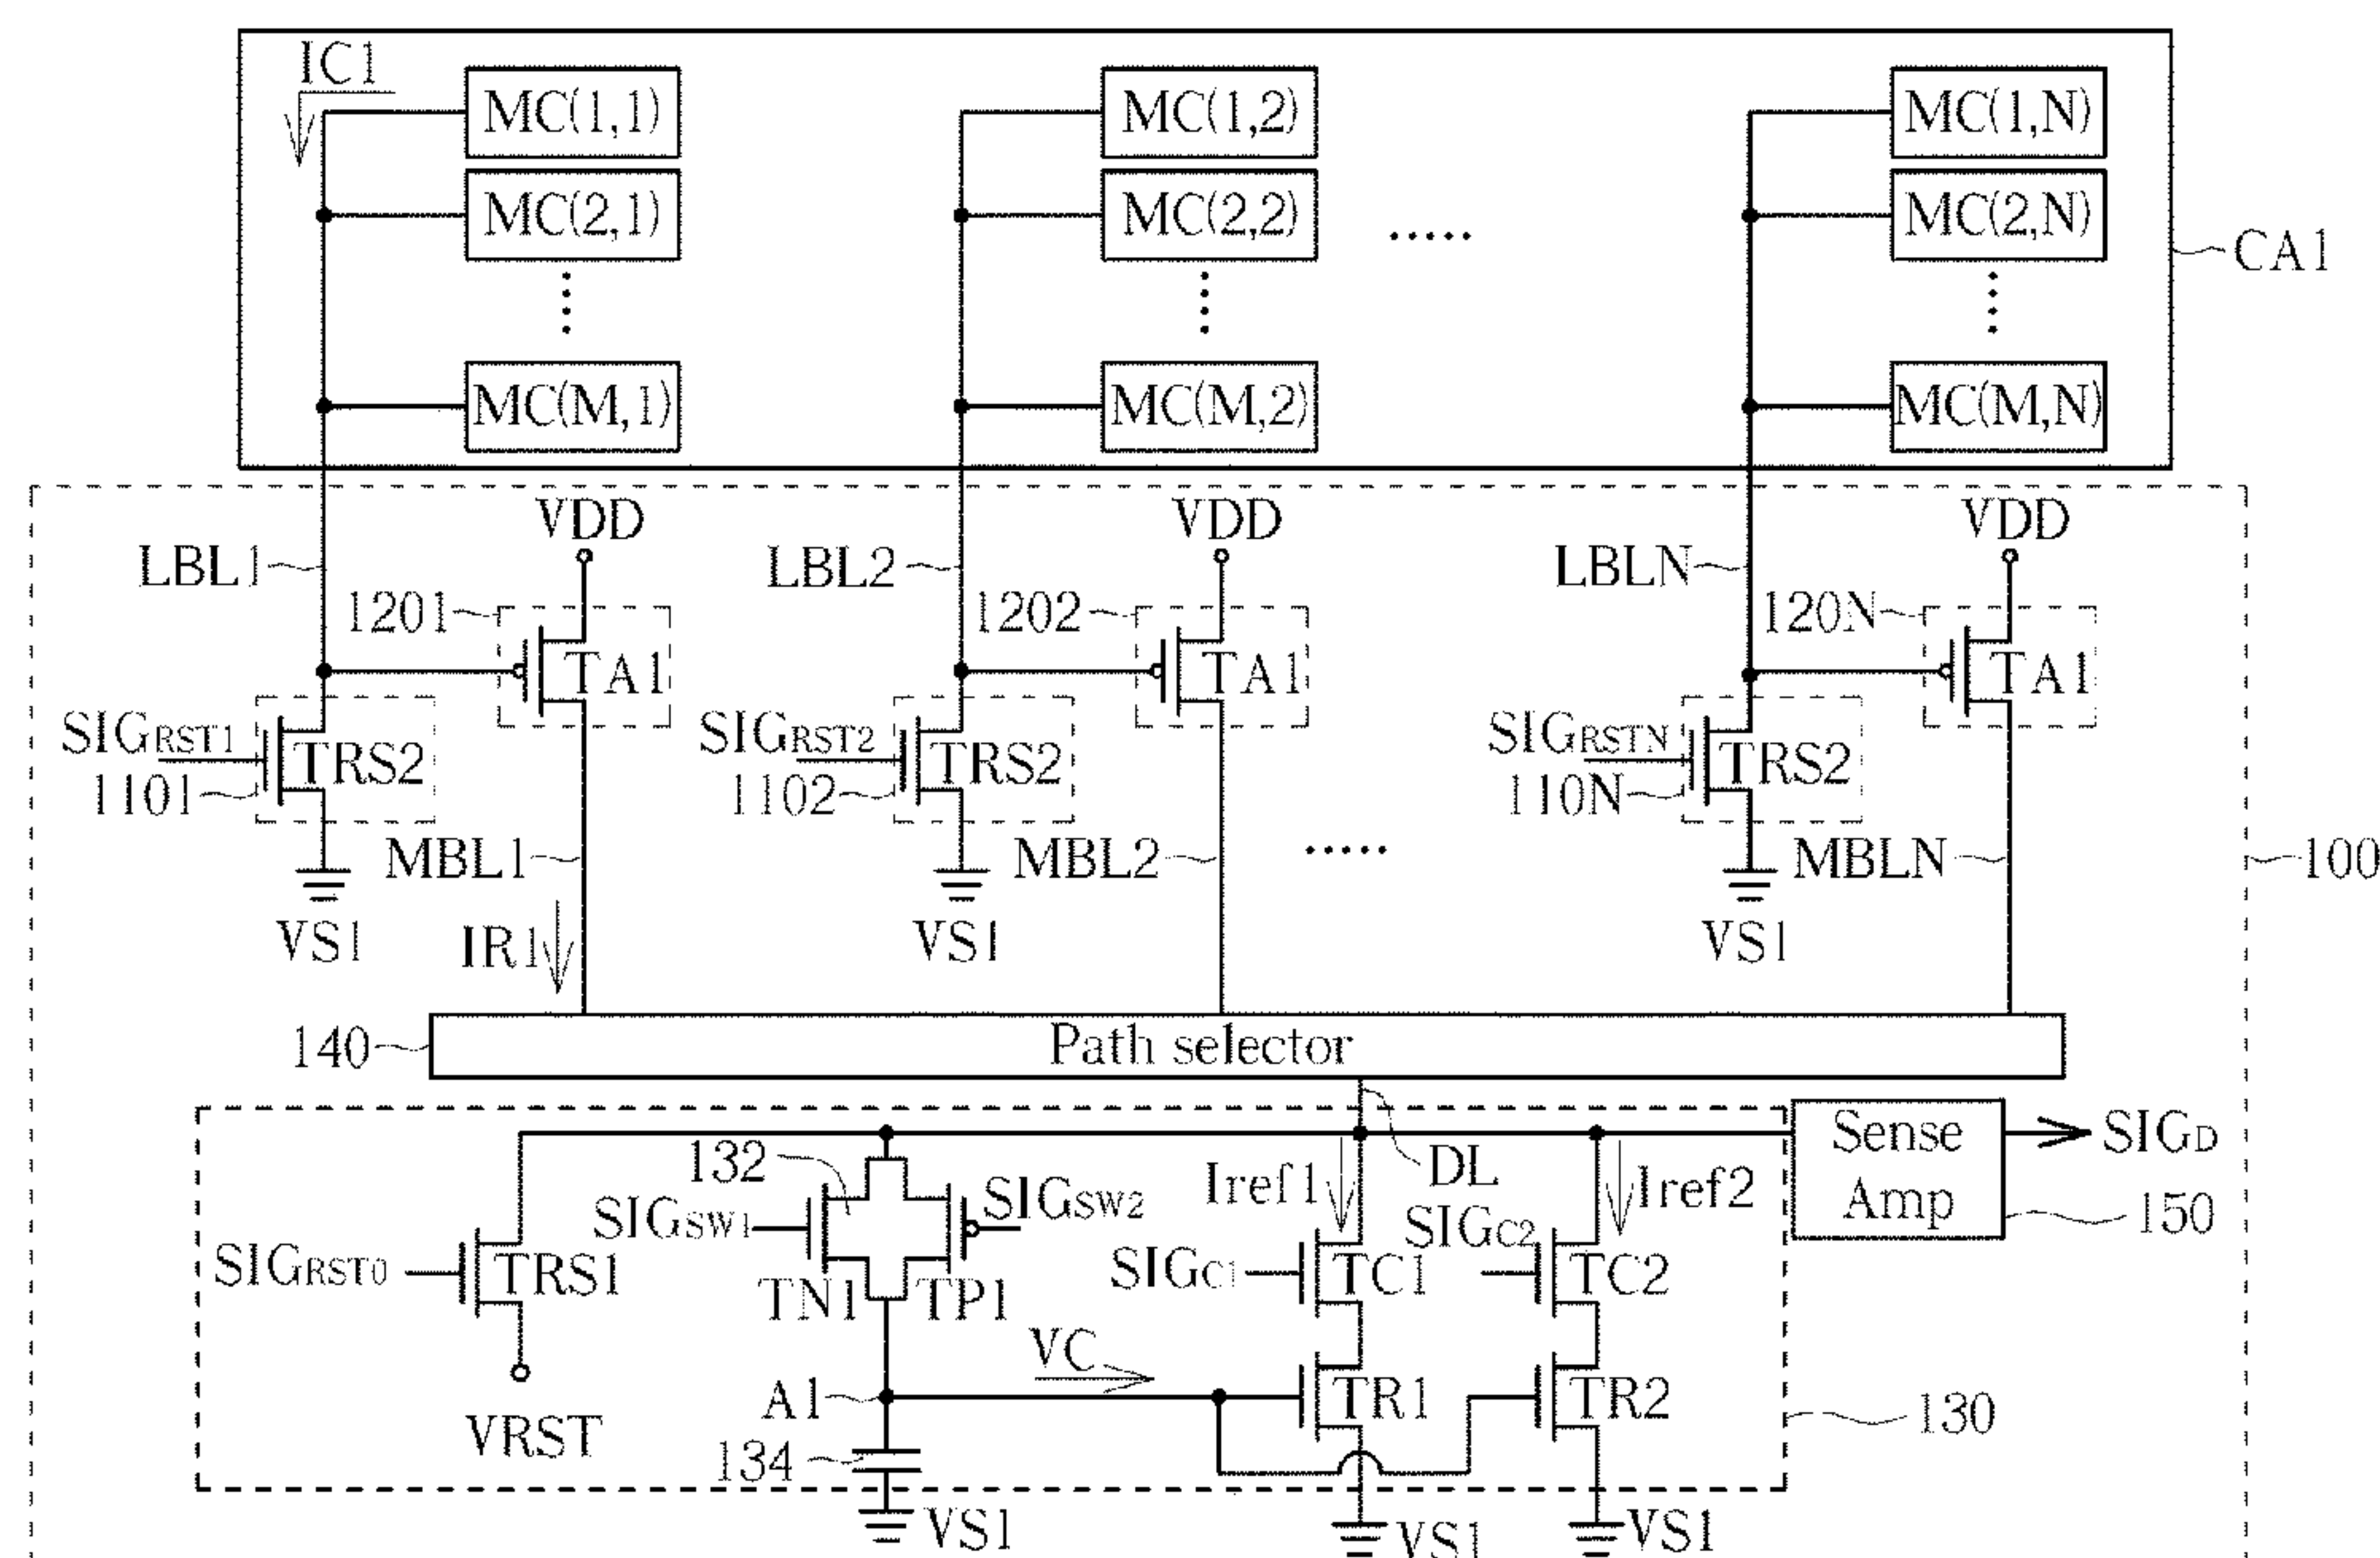 IC1
MC(1,1) MC(1,2) MC(1,N)
MC(2,1) MC(2,2) ..... MC(2,N)
CA1
MC(M,1) MC(M,2) MC(M,N)
VDD VDD VDD
LBL1 LBL2 LBLN
1201 1202 120N
TA1 TA1 TA1
SIGRST1 TRS2 SIGRST2 TRS2 SIGRSTN TRS2
1101 1102 110N
MBL1 MBL2 ..... MBLN 100
VS1 VS1 VS1
IR1
140 Path selector
132 Iref1 DL Iref2 Sense Amp SIGD
SIGSW1 SIGSW2 SIGC2 150
SIGRST0 TRS1 TN1 TP1 SIGC1 TC1 TC2
VC
A1 TR1 TR2 130
VRST 134
VS1 VS1 VS1